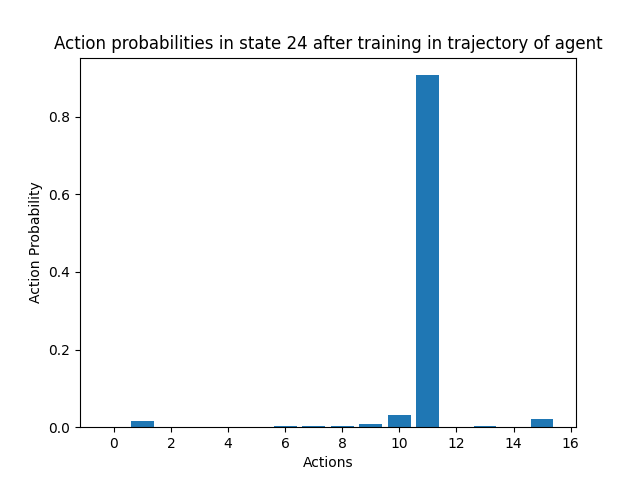 Action probabilities in state 24 after training in trajectory of agent
Action Probability
0.8
0.6
0.4
0.2
0.0
0 2 4 6 8 10 12 14 16
Actions